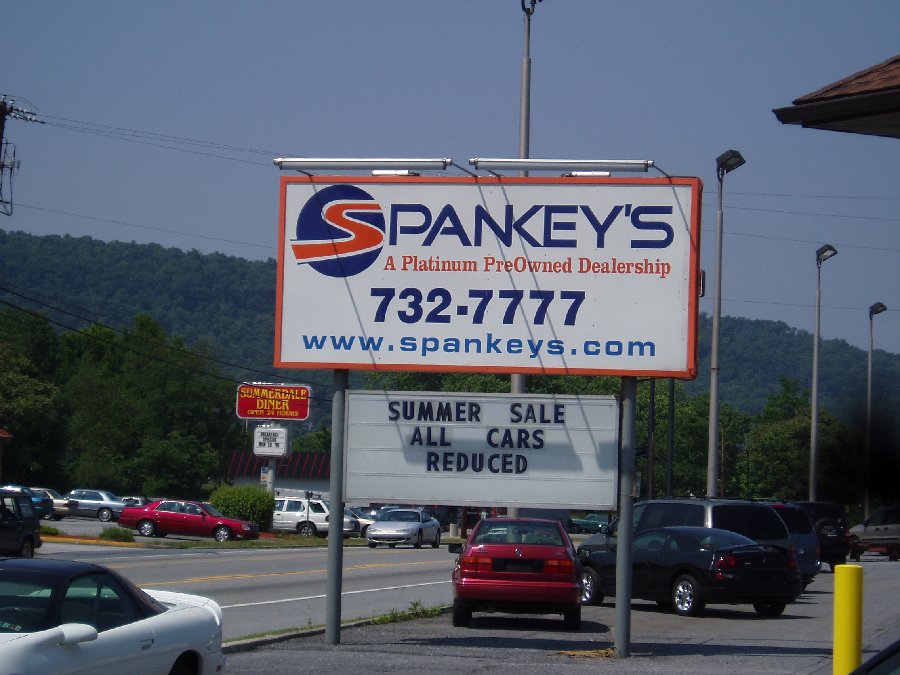 SPANKEY'S
A Platinum PreOwned Dealership
732-7777
www.spankeys.com
SUMMER SALE
ALL CARS
REDUCED
SUMMERDALE
DINER
OPEN 24 HOURS